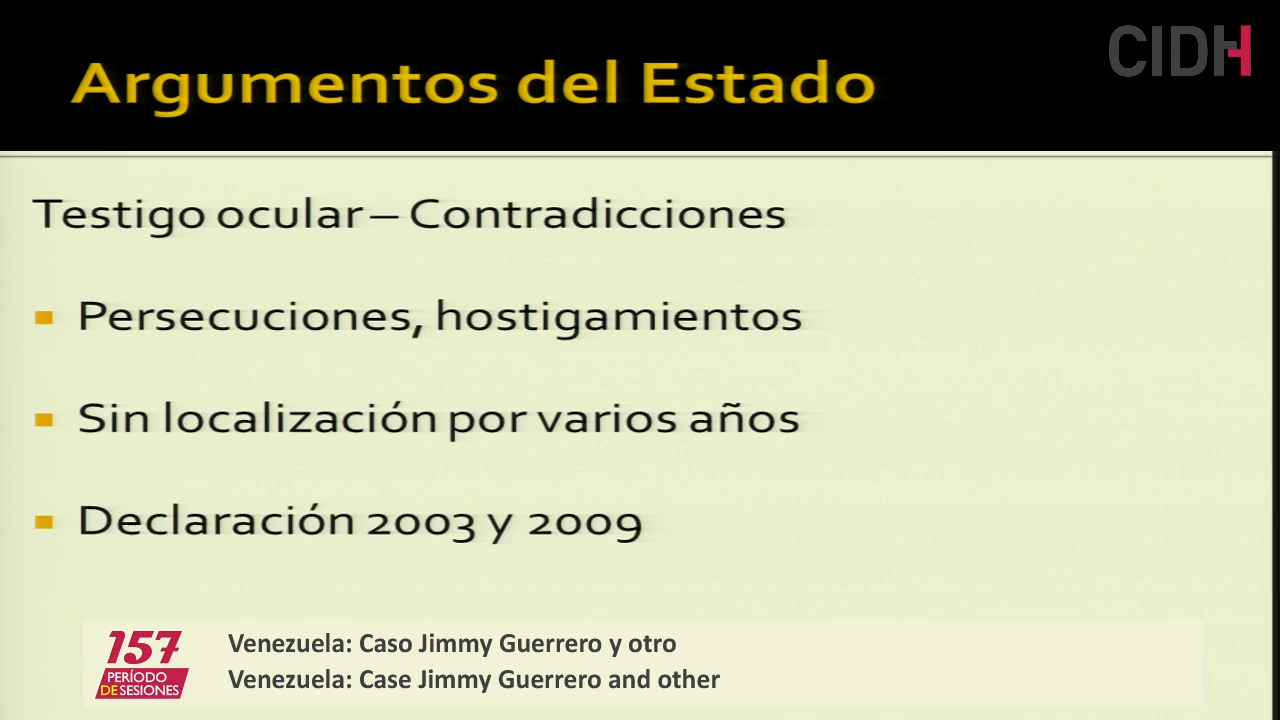 CIDH
Argumentos del Estado
Testigo ocular – Contradicciones
Persecuciones, hostigamientos
Sin localización por varios años
Declaración 2003 y 2009
157
PERÍODO
DE SESIONES
Venezuela: Caso Jimmy Guerrero y otro
Venezuela: Case Jimmy Guerrero and other